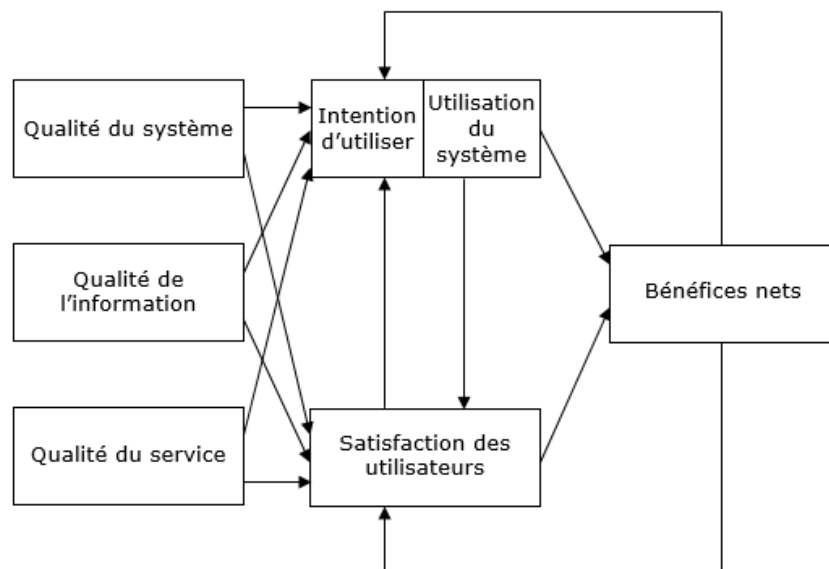 Qualité du système
Intention
d'utiliser
Utilisation
du
système
Qualité de
l'information
Bénéfices nets
Qualité du service
Satisfaction des
utilisateurs